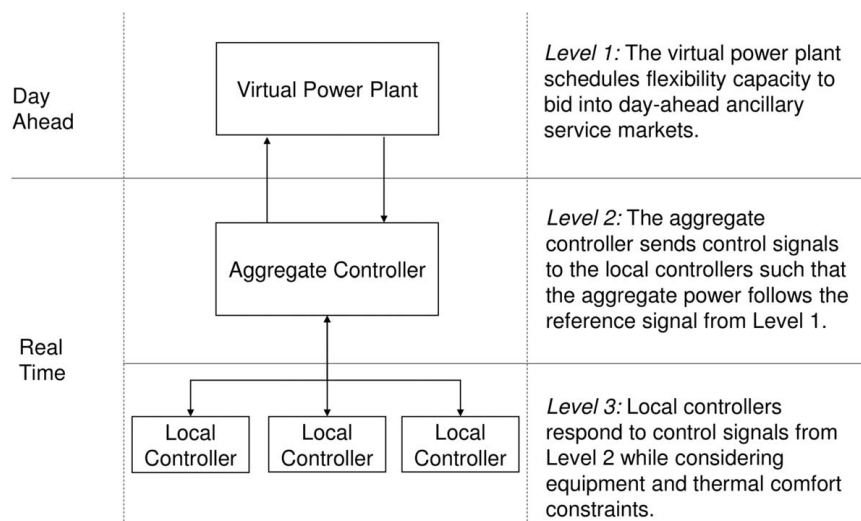 Day
Ahead
Virtual Power Plant
Level 1: The virtual power plant
schedules flexibility capacity to
bid into day-ahead ancillary
service markets.
Real
Time
Aggregate Controller
Level 2: The aggregate
controller sends control signals
to the local controllers such that
the aggregate power follows the
reference signal from Level 1.
Local
Controller
Local
Controller
Local
Controller
Level 3: Local controllers
respond to control signals from
Level 2 while considering
equipment and thermal comfort
constraints.